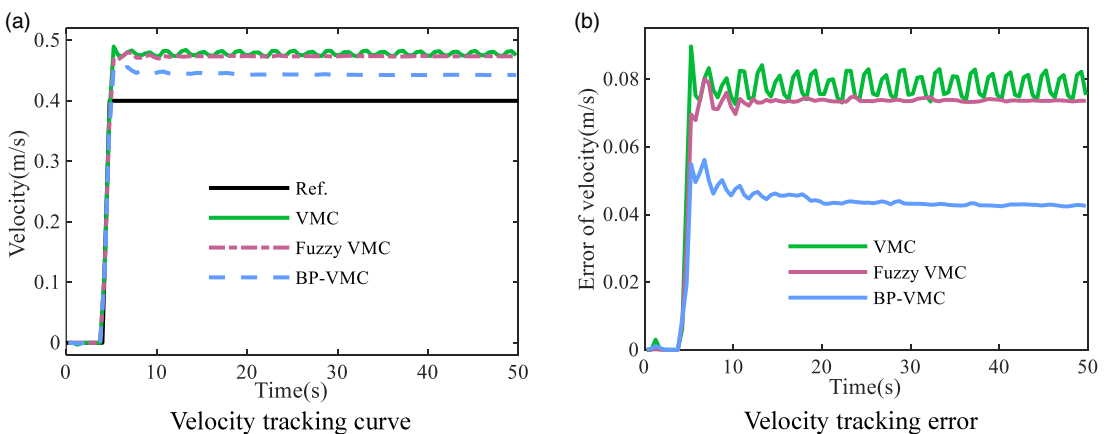 (a)
0.5
0.4
0.3
0.2
0.1
0
Velocity(m/s)
Ref.
VMC
Fuzzy VMC
BP-VMC
0 10 20 30 40 50
Time(s)
Velocity tracking curve
(b)
0.08
0.06
0.04
0.02
0
Error of velocity(m/s)
VMC
Fuzzy VMC
BP-VMC
0 10 20 30 40 50
Time(s)
Velocity tracking error